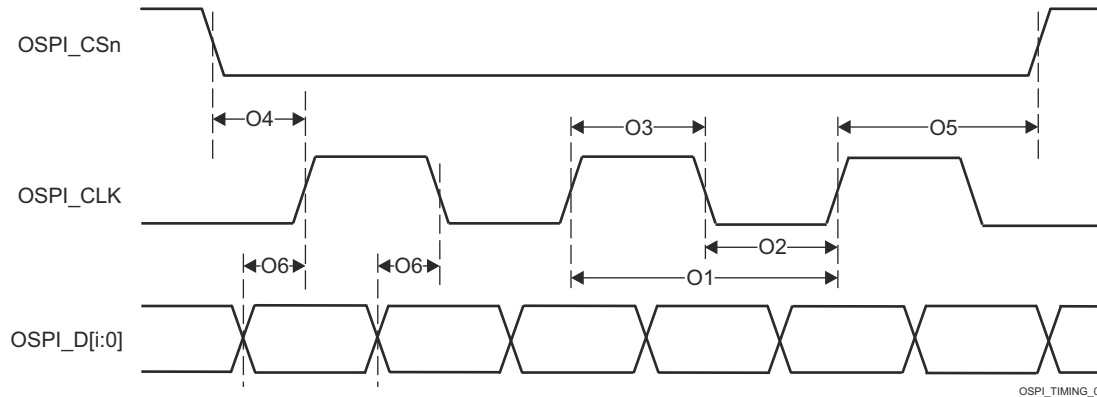 OSPI_CSn
O4
O3
O5
OSPI_CLK
O2
O6
O6
O1
OSPI_D[i:0]